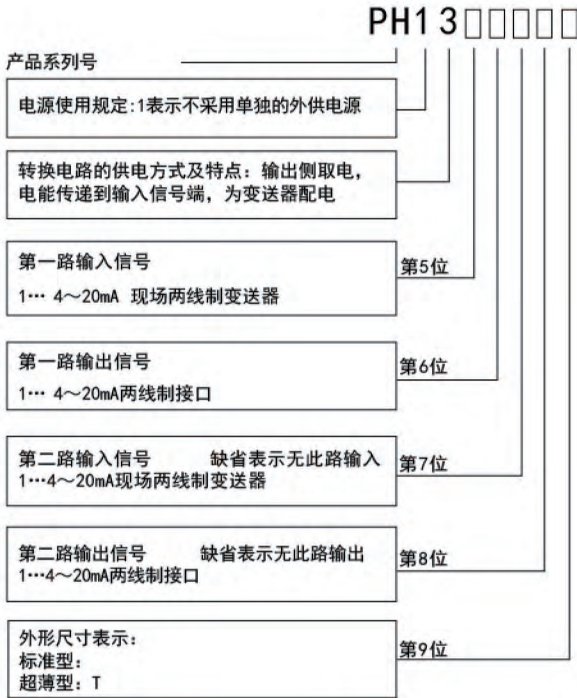 PH13□□□□□
产品系列号
电源使用规定:1表示不采用单独的外供电源
转换电路的供电方式及特点：输出侧取电，
电能传递到输入信号端，为变送器配电
第一路输入信号
1… 4～20mA 现场两线制变送器
第5位
第一路输出信号
1… 4～20mA两线制接口
第6位
第二路输入信号 缺省表示无此路输入
1…4～20mA现场两线制变送器
第7位
第二路输出信号 缺省表示无此路输出
1…4～20mA两线制接口
第8位
外形尺寸表示：
标准型：
超薄型：T
第9位